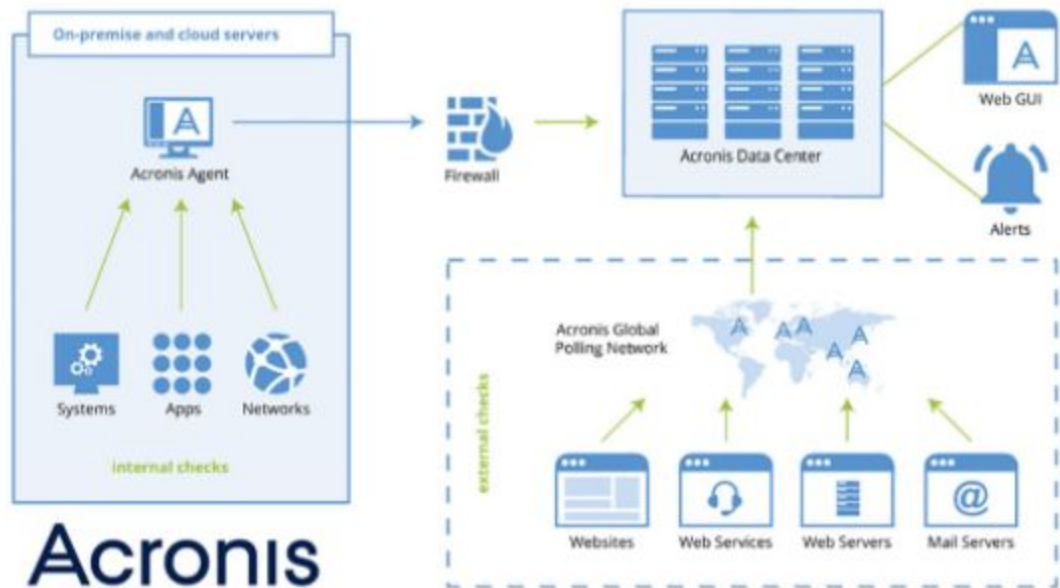 On-premise and cloud servers
Acronis Agent
Systems
Apps
Networks
internal checks
Firewall
Acronis Data Center
Web GUI
Alerts
Acronis Global
Polling Network
external checks
Websites
Web Services
Web Servers
Mail Servers
@
Acronis